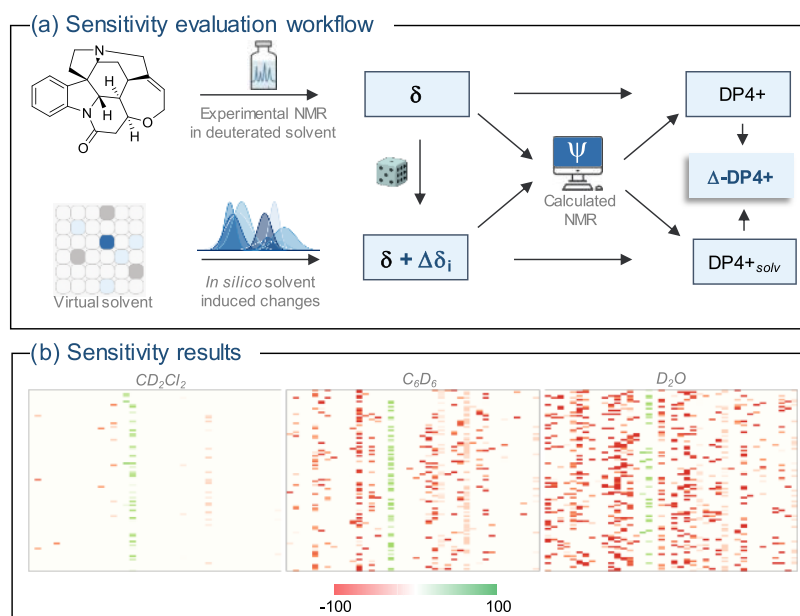 (a) Sensitivity evaluation workflow
N
H
H
N
H
O
O
H
Experimental NMR
in deuterated solvent
δ
DP4+
Ψ
Calculated
NMR
Δ-DP4+
Virtual solvent
In silico solvent
induced changes
δ + Δδi
DP4+solv
(b) Sensitivity results
CD2Cl2
C6D6
D2O
-100
100